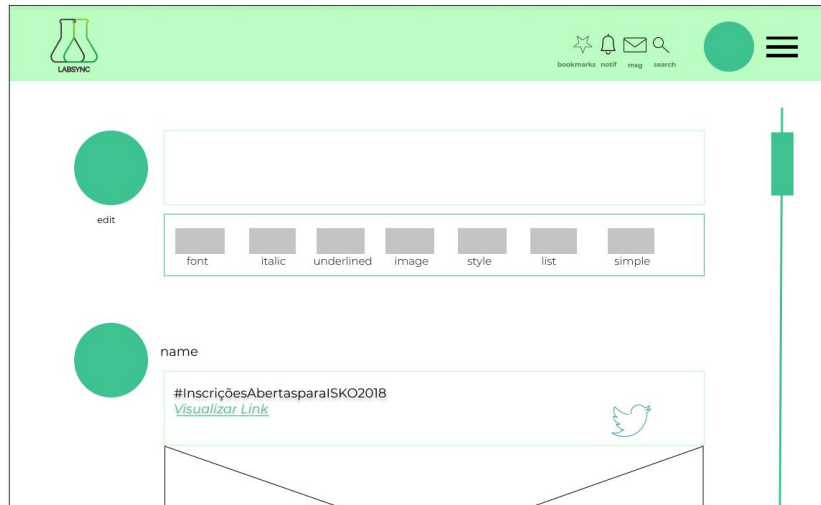 LABSYNC
bookmarks notif msg search
edit
font italic underlined image style list simple
name
#InscriçõesAbertasparaISKO2018
Visualizar Link